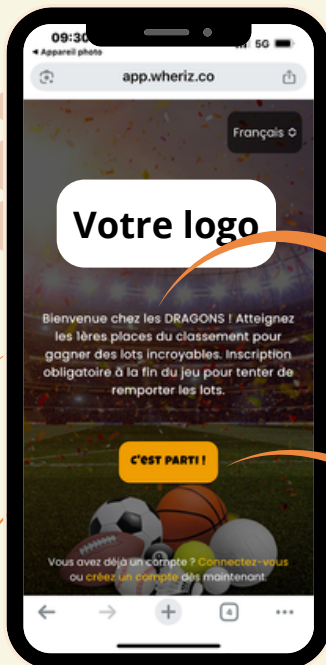 09:30
5G
◀ Appareil photo
app.wheriz.co
Français
Votre logo
Bienvenue chez les DRAGONS ! Atteignez
les 1ères places du classement pour
gagner des lots incroyables. Inscription
obligatoire à la fin du jeu pour tenter de
remporter les lots.
C'EST PARTI !
Vous avez déjà un compte ? Connectez-vous
ou créez un compte dès maintenant.
4